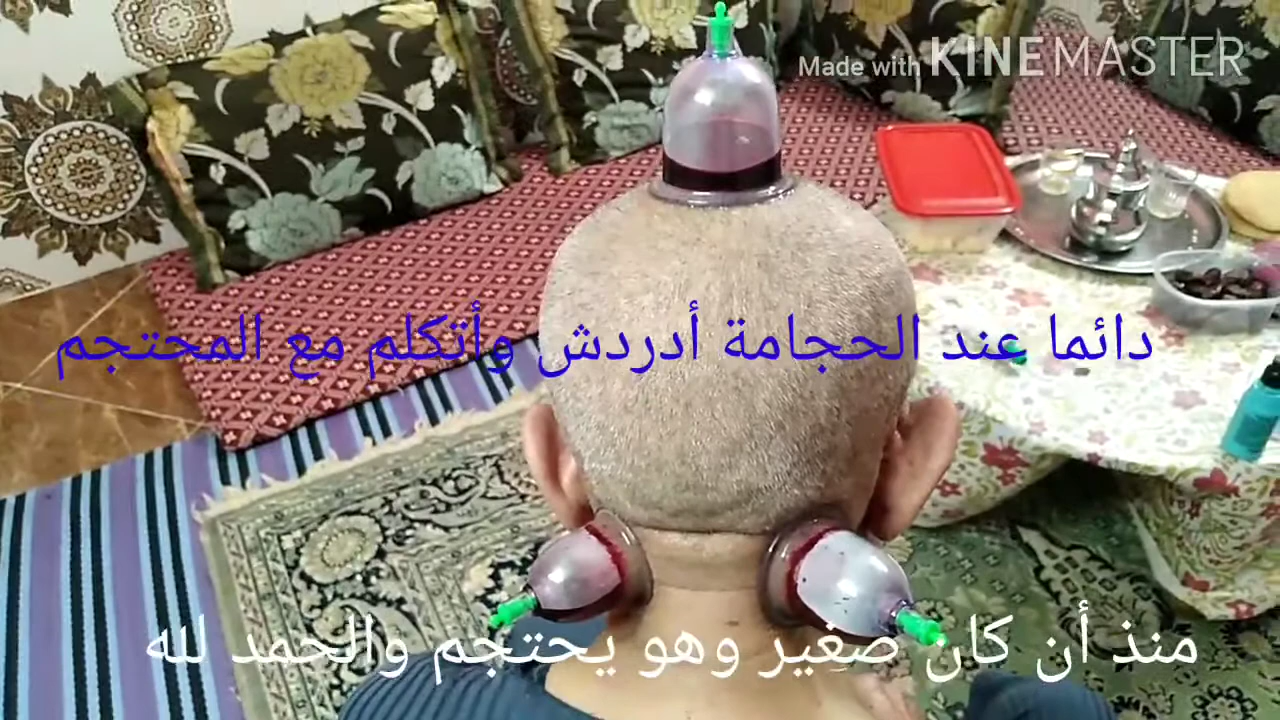 Made with KINEMASTER
دائما عند الحجامة أدردش وأتكلم مع المحتجم
منذ أن كان صغير وهو يحتجم والحمد لله